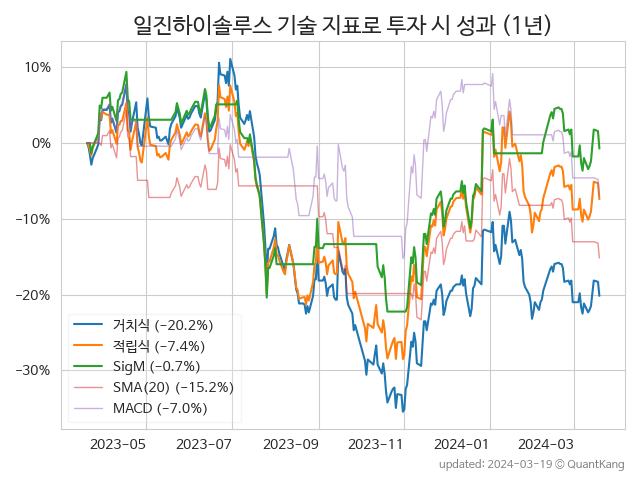 일진하이솔루스 기술 지표로 투자 시 성과 (1년)
10%
0%
−10%
−20%
−30%
거치식 (−20.2%)
적립식 (−7.4%)
SigM (−0.7%)
SMA(20) (−15.2%)
MACD (−7.0%)
2023-05 2023-07 2023-09 2023-11 2024-01 2024-03
updated: 2024-03-19 © QuantKang